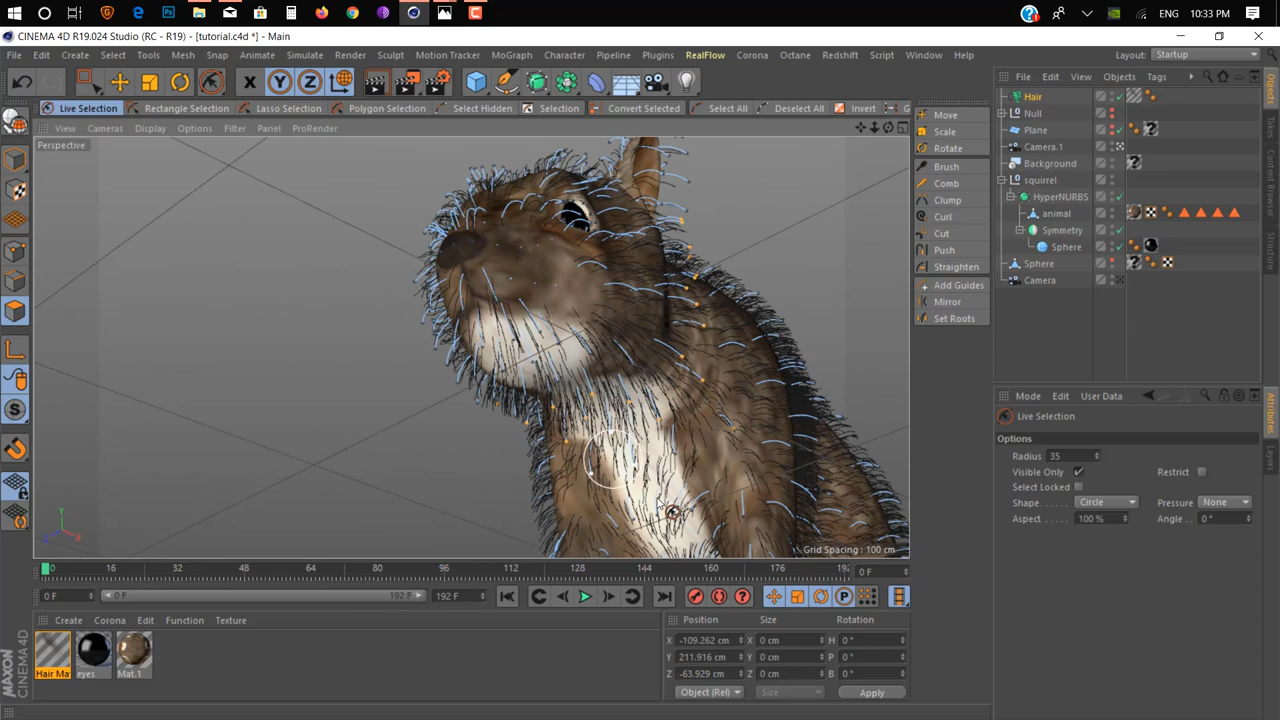 ENG 10:33 PM
CINEMA 4D R19.024 Studio (RC - R19) - [tutorial.c4d *] - Main
File Edit Create Select Tools Mesh Snap Animate Simulate Render Sculpt Motion Tracker MoGraph Character Pipeline Plugins RealFlow Corona Octane Redshift Script Window Help
Layout: Startup
X Y Z
Live Selection Rectangle Selection Lasso Selection Polygon Selection Select Hidden Selection Convert Selected Select All Deselect All Invert G
View Cameras Display Options Filter Panel ProRender
Perspective
Grid Spacing : 100 cm
Move
Scale
Rotate
Brush
Comb
Clump
Curl
Cut
Push
Straighten
Add Guides
Mirror
Set Roots
File Edit View Objects Tags
Hair
Null
Plane
Camera.1
Background
squirrel
HyperNURBS
animal
Symmetry
Sphere
Sphere
Camera
Objects
Takes
Content Browser
Structure
Mode Edit User Data
Live Selection
Options
Radius 35
Visible Only
Restrict
Select Locked
Shape: Circle
Pressure None
Aspect 100 %
Angle 0 °
Attributes
Layers
0 16 32 48 64 80 96 112 128 144 160 176 192
0 F
0 F 0 F 192 F 192 F
P
Create Corona Edit Function Texture
Hair Ma eyes Mat.1
Position Size Rotation
X -109.262 cm X 0 cm H 0 °
Y 211.916 cm Y 0 cm P 0 °
Z -63.929 cm Z 0 cm B 0 °
Object (Rel) Size Apply
MAXON
CINEMA 4D